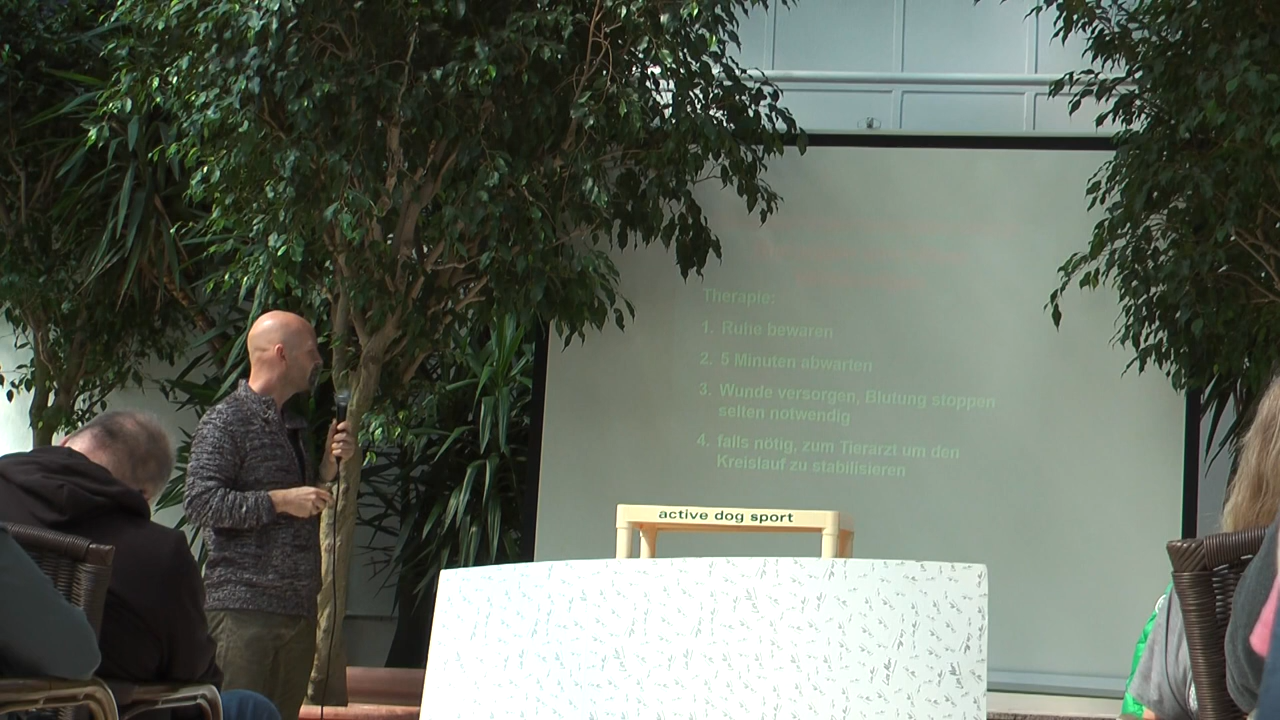 Therapie:
1. Ruhe bewaren
2. 5 Minuten abwarten
3. Wunde versorgen, Blutung stoppen
selten notwendig
4. falls nötig, zum Tierarzt um den
Kreislauf zu stabilisieren
active dog sport